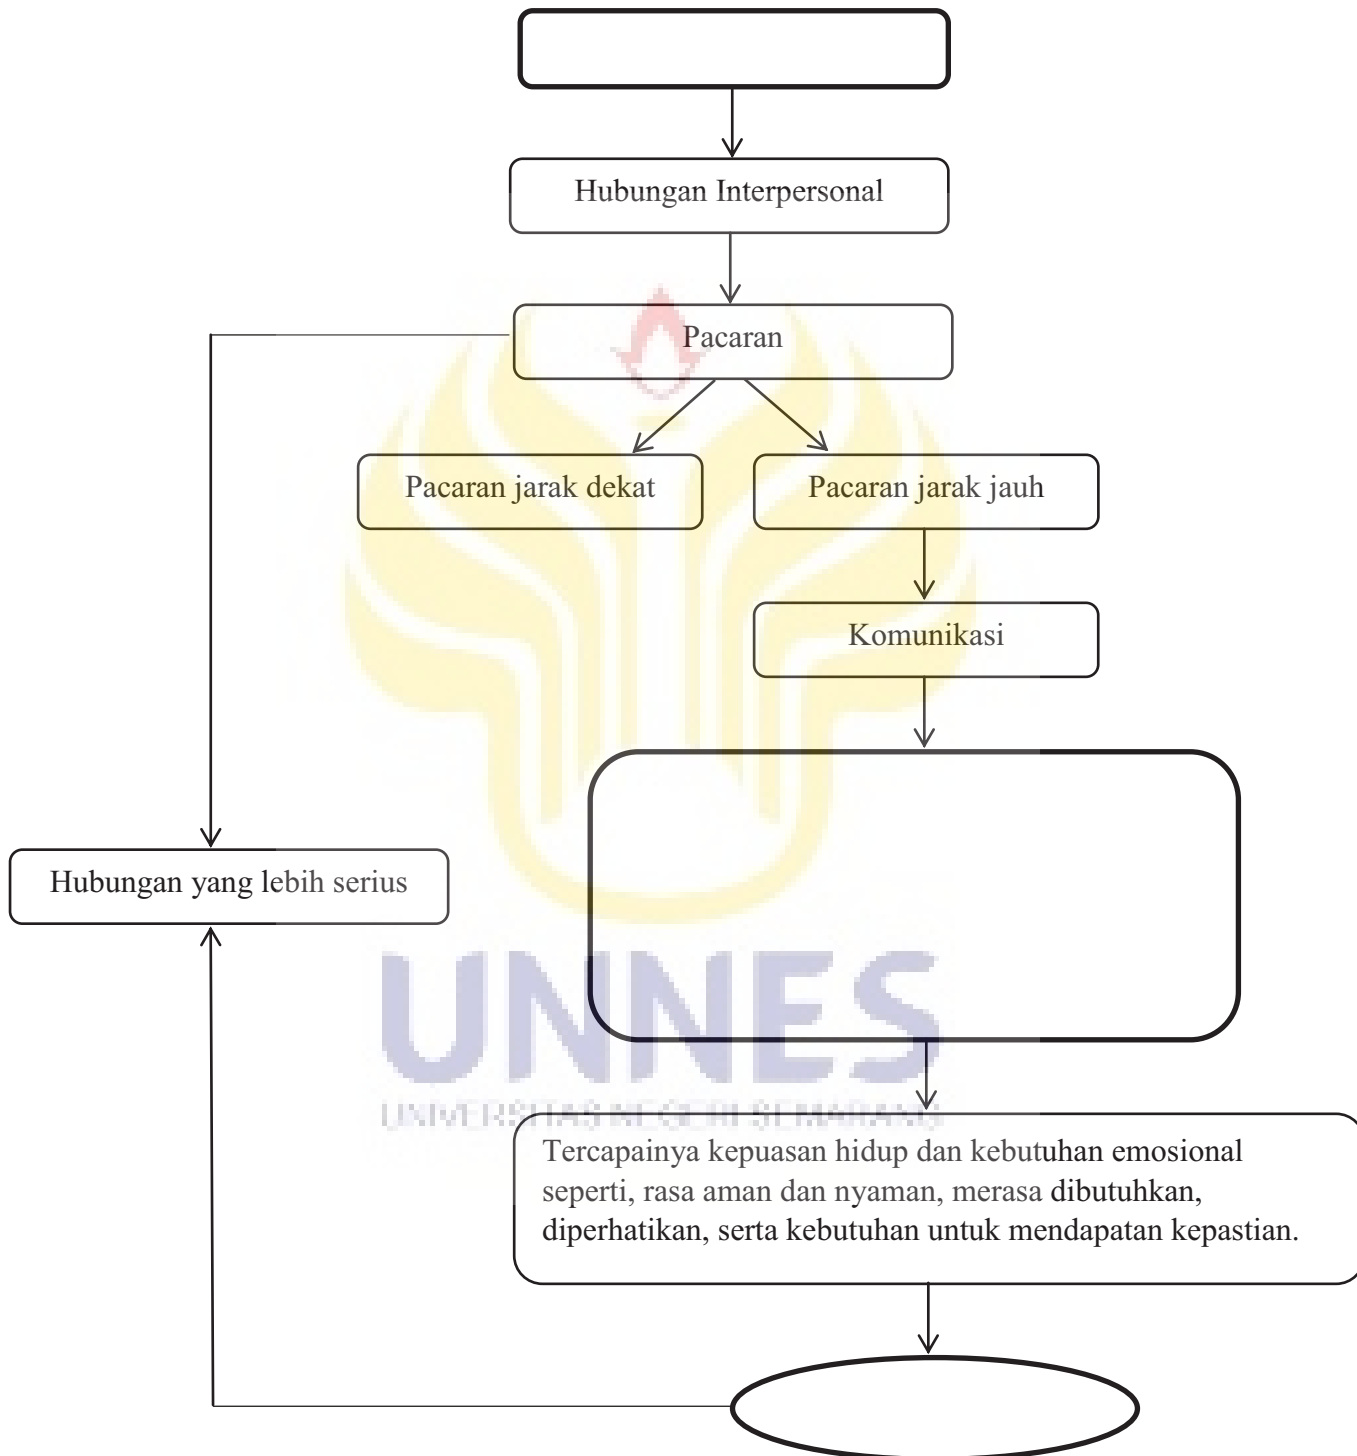 Hubungan Interpersonal
Pacaran
Pacaran jarak dekat
Pacaran jarak jauh
Komunikasi
Hubungan yang lebih serius
UNNES
UNIVERSITAS NEGERI SEMARANG
Tercapainya kepuasan hidup dan kebutuhan emosional
seperti, rasa aman dan nyaman, merasa dibutuhkan,
diperhatikan, serta kebutuhan untuk mendapatan kepastian.